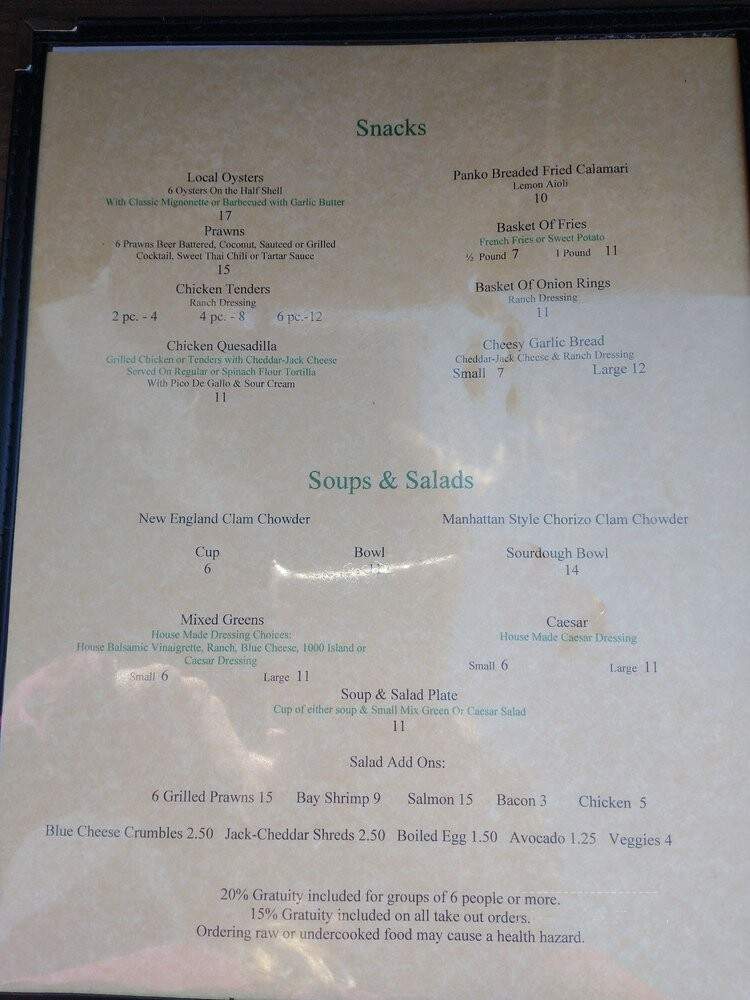 Snacks
Local Oysters
6 Oysters On the Half Shell
With Classic Mignonette or Barbecued with Garlic Butter
17
Prawns
6 Prawns Beer Battered, Coconut, Sauteed or Grilled
Cocktail, Sweet Thai Chili or Tartar Sauce
15
Chicken Tenders
Ranch Dressing
2 pc. - 4 4 pc. - 8 6 pc.-12
Chicken Quesadilla
Grilled Chicken or Tenders with Cheddar-Jack Cheese
Served On Regular or Spinach Flour Tortilla
With Pico De Gallo & Sour Cream
11
Panko Breaded Fried Calamari
Lemon Aioli
10
Basket Of Fries
French Fries or Sweet Potato
½ Pound 7 1 Pound 11
Basket Of Onion Rings
Ranch Dressing
11
Cheesy Garlic Bread
Cheddar-Jack Cheese & Ranch Dressing
Small 7 Large 12
Soups & Salads
New England Clam Chowder Manhattan Style Chorizo Clam Chowder
Cup Bowl Sourdough Bowl
6 14
Mixed Greens
House Made Dressing Choices:
House Balsamic Vinaigrette, Ranch, Blue Cheese, 1000 Island or
Caesar Dressing
Small 6 Large 11
Caesar
House Made Caesar Dressing
Small 6 Large 11
Soup & Salad Plate
Cup of either soup & Small Mix Green Or Caesar Salad
11
Salad Add Ons:
6 Grilled Prawns 15 Bay Shrimp 9 Salmon 15 Bacon 3 Chicken 5
Blue Cheese Crumbles 2.50 Jack-Cheddar Shreds 2.50 Boiled Egg 1.50 Avocado 1.25 Veggies 4
20% Gratuity included for groups of 6 people or more.
15% Gratuity included on all take out orders.
Ordering raw or undercooked food may cause a health hazard.